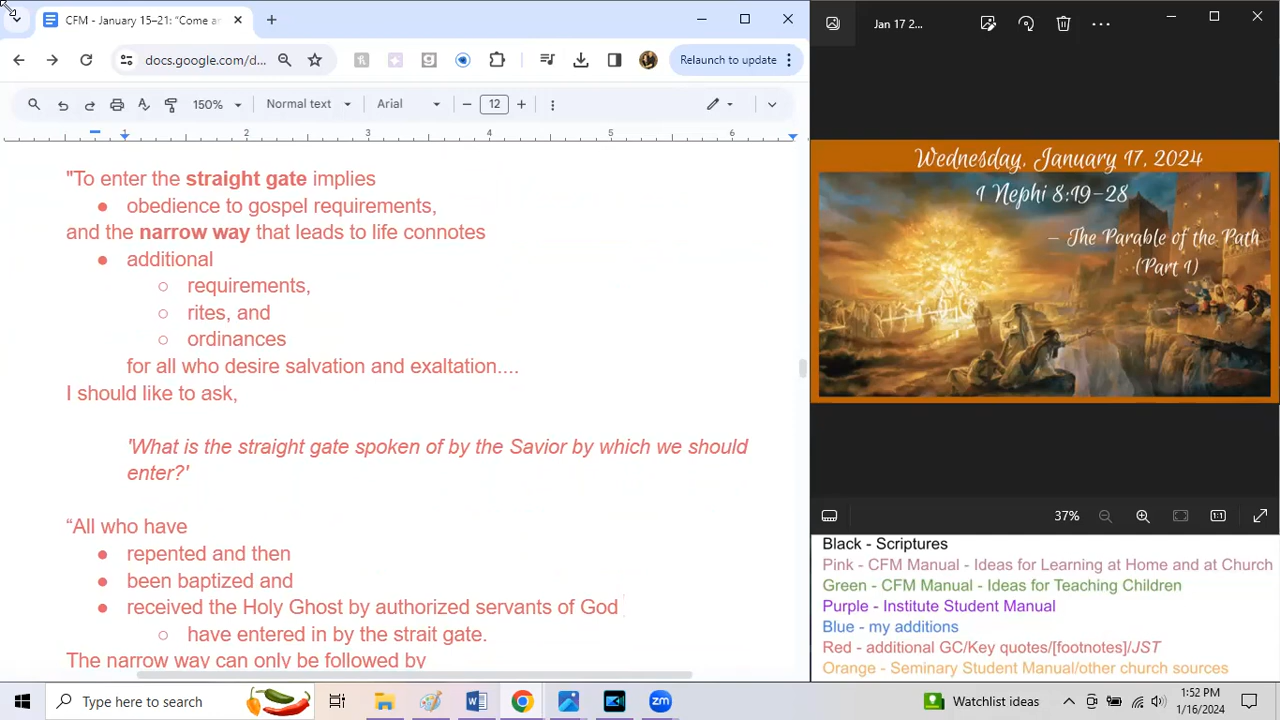 CFM - January 15–21: “Come ar
Jan 17 2...
docs.google.com/d...
Relaunch to update
150%
Normal text
Arial
12
1
2
3
4
5
6
"To enter the straight gate implies
● obedience to gospel requirements,
and the narrow way that leads to life connotes
● additional
○ requirements,
○ rites, and
○ ordinances
for all who desire salvation and exaltation....
I should like to ask,
'What is the straight gate spoken of by the Savior by which we should
enter?'
“All who have
● repented and then
● been baptized and
● received the Holy Ghost by authorized servants of God
○ have entered in by the strait gate.
The narrow way can only be followed by
Wednesday, January 17, 2024
1 Nephi 8:19–28
– The Parable of the Path
(Part 1)
37%
Black - Scriptures
Pink - CFM Manual - Ideas for Learning at Home and at Church
Green - CFM Manual - Ideas for Teaching Children
Purple - Institute Student Manual
Blue - my additions
Red - additional GC/Key quotes/[footnotes]/JST
Orange - Seminary Student Manual/other church sources
Type here to search
Watchlist ideas
1:52 PM
1/16/2024